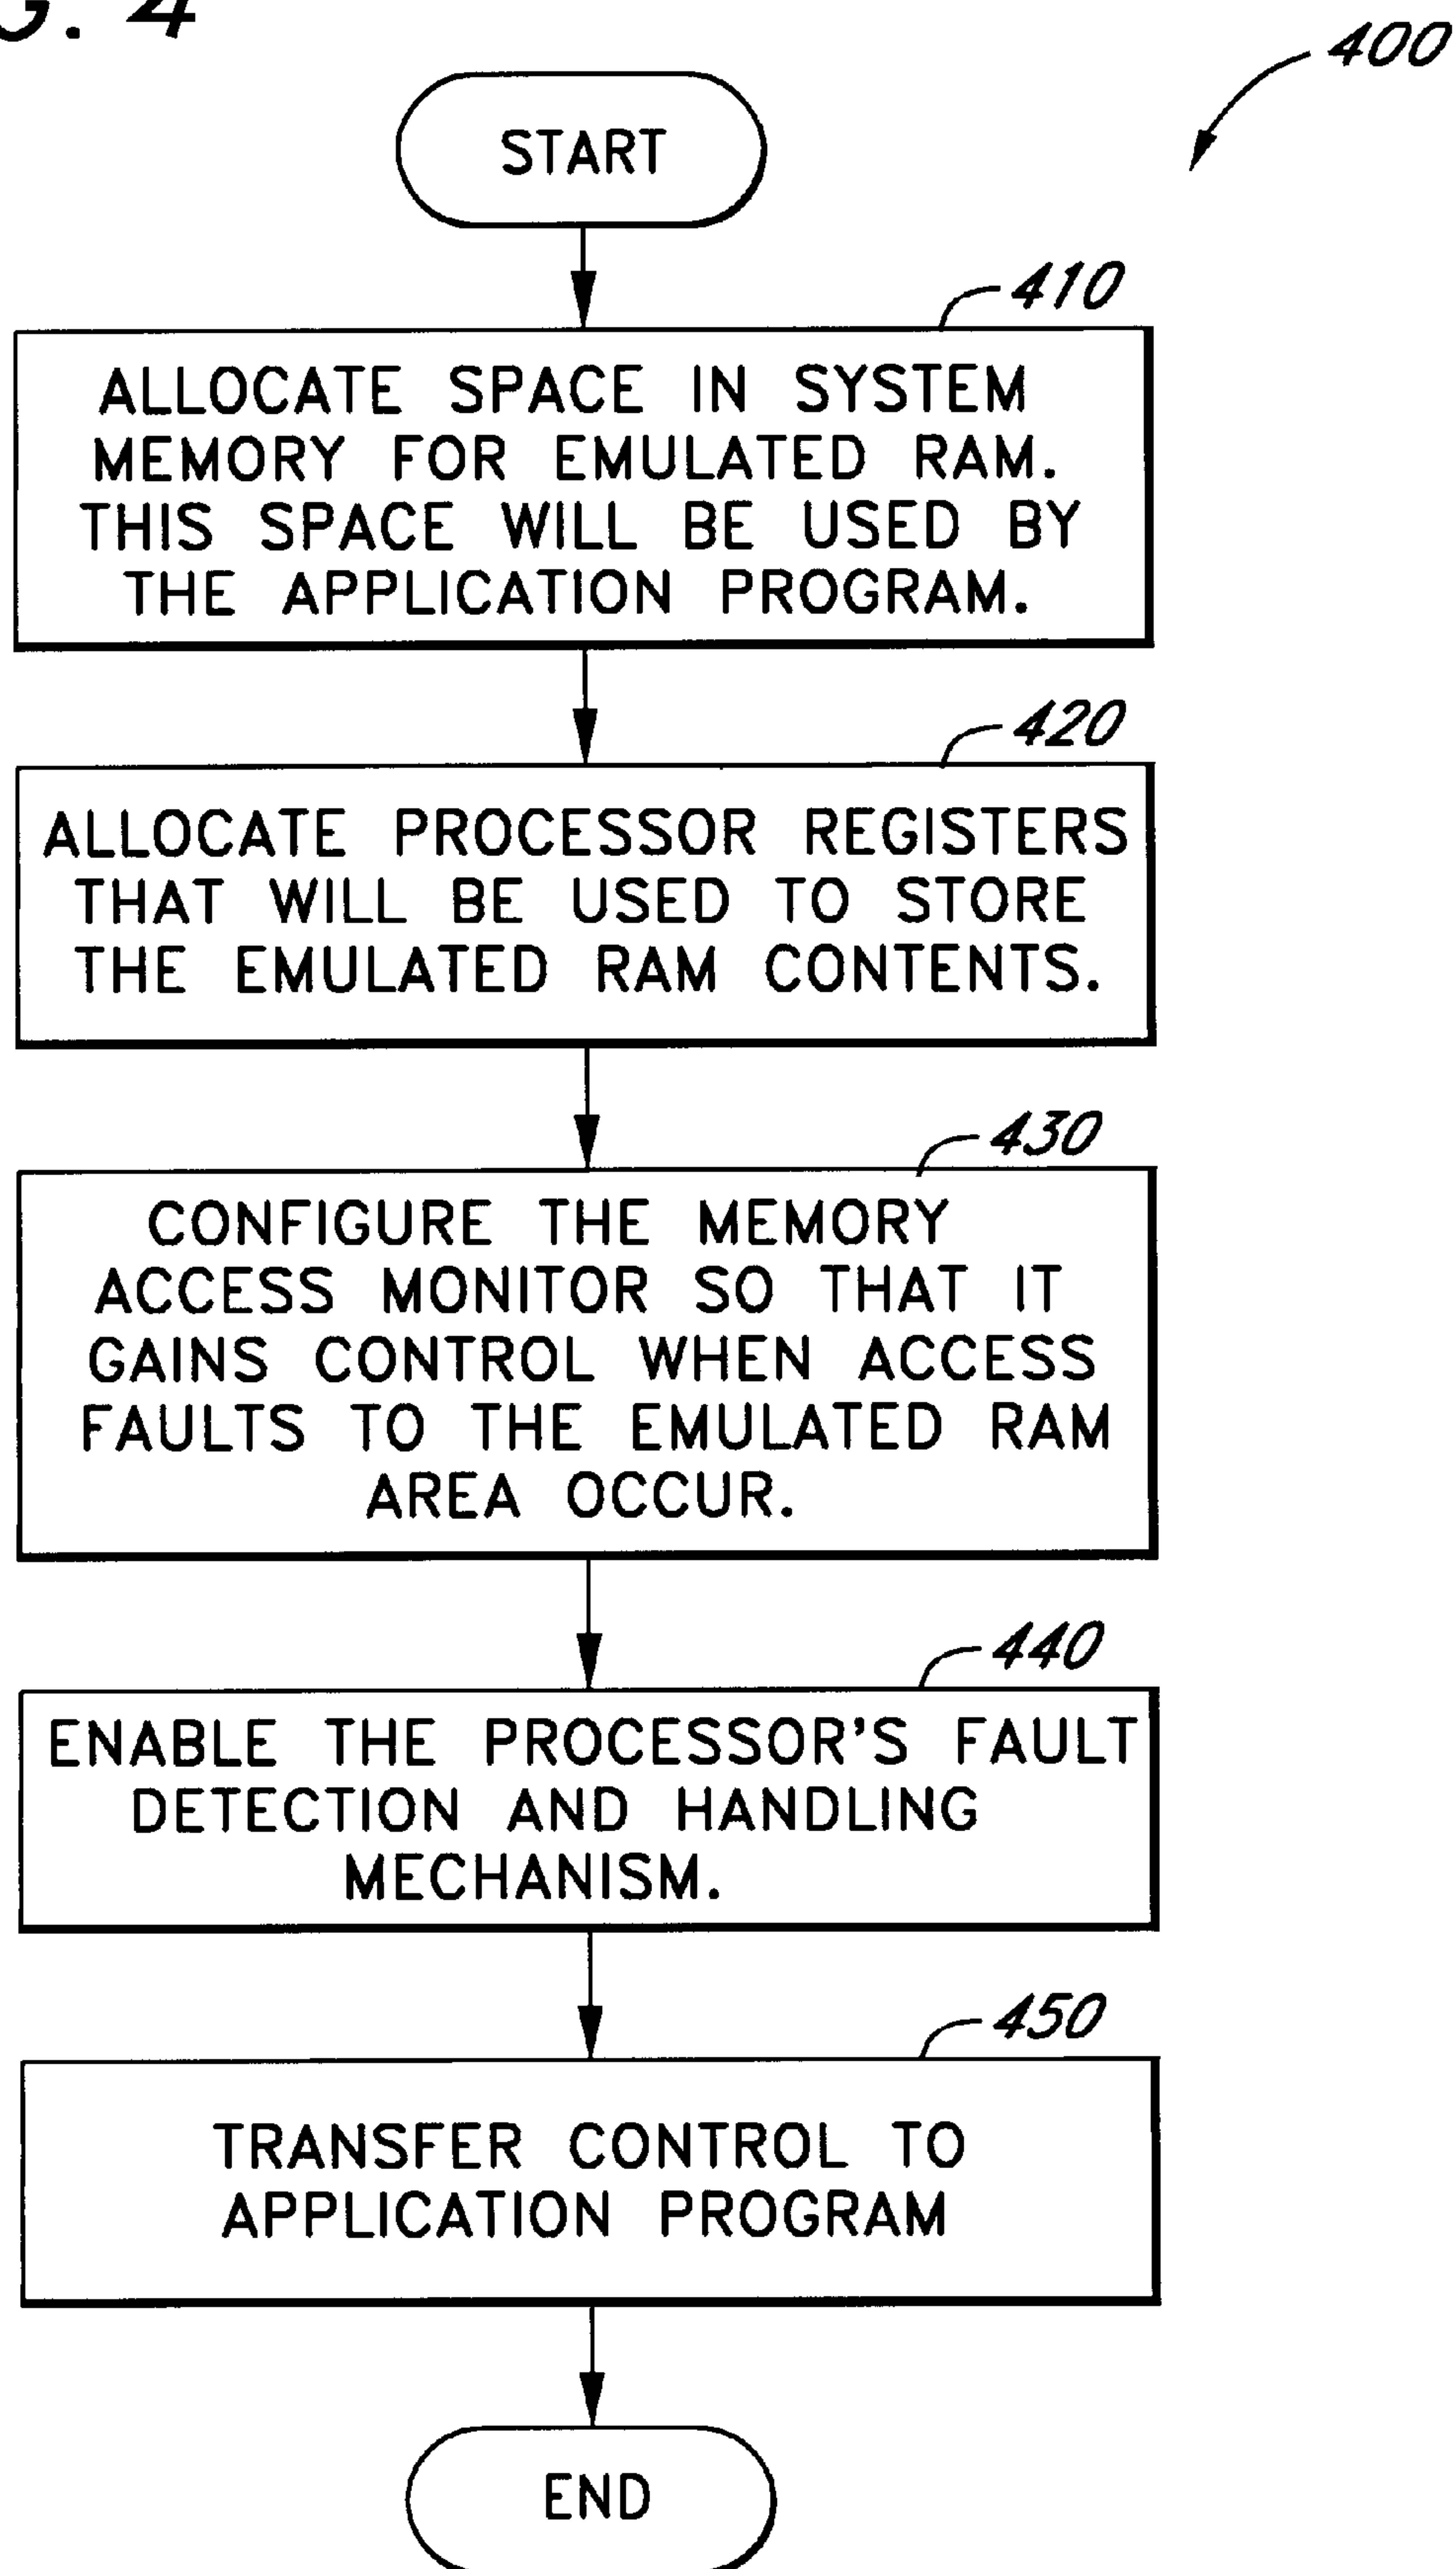 G. 4
400
START
410
ALLOCATE SPACE IN SYSTEM
MEMORY FOR EMULATED RAM.
THIS SPACE WILL BE USED BY
THE APPLICATION PROGRAM.
420
ALLOCATE PROCESSOR REGISTERS
THAT WILL BE USED TO STORE
THE EMULATED RAM CONTENTS.
430
CONFIGURE THE MEMORY
ACCESS MONITOR SO THAT IT
GAINS CONTROL WHEN ACCESS
FAULTS TO THE EMULATED RAM
AREA OCCUR.
440
ENABLE THE PROCESSOR'S FAULT
DETECTION AND HANDLING
MECHANISM.
450
TRANSFER CONTROL TO
APPLICATION PROGRAM
END